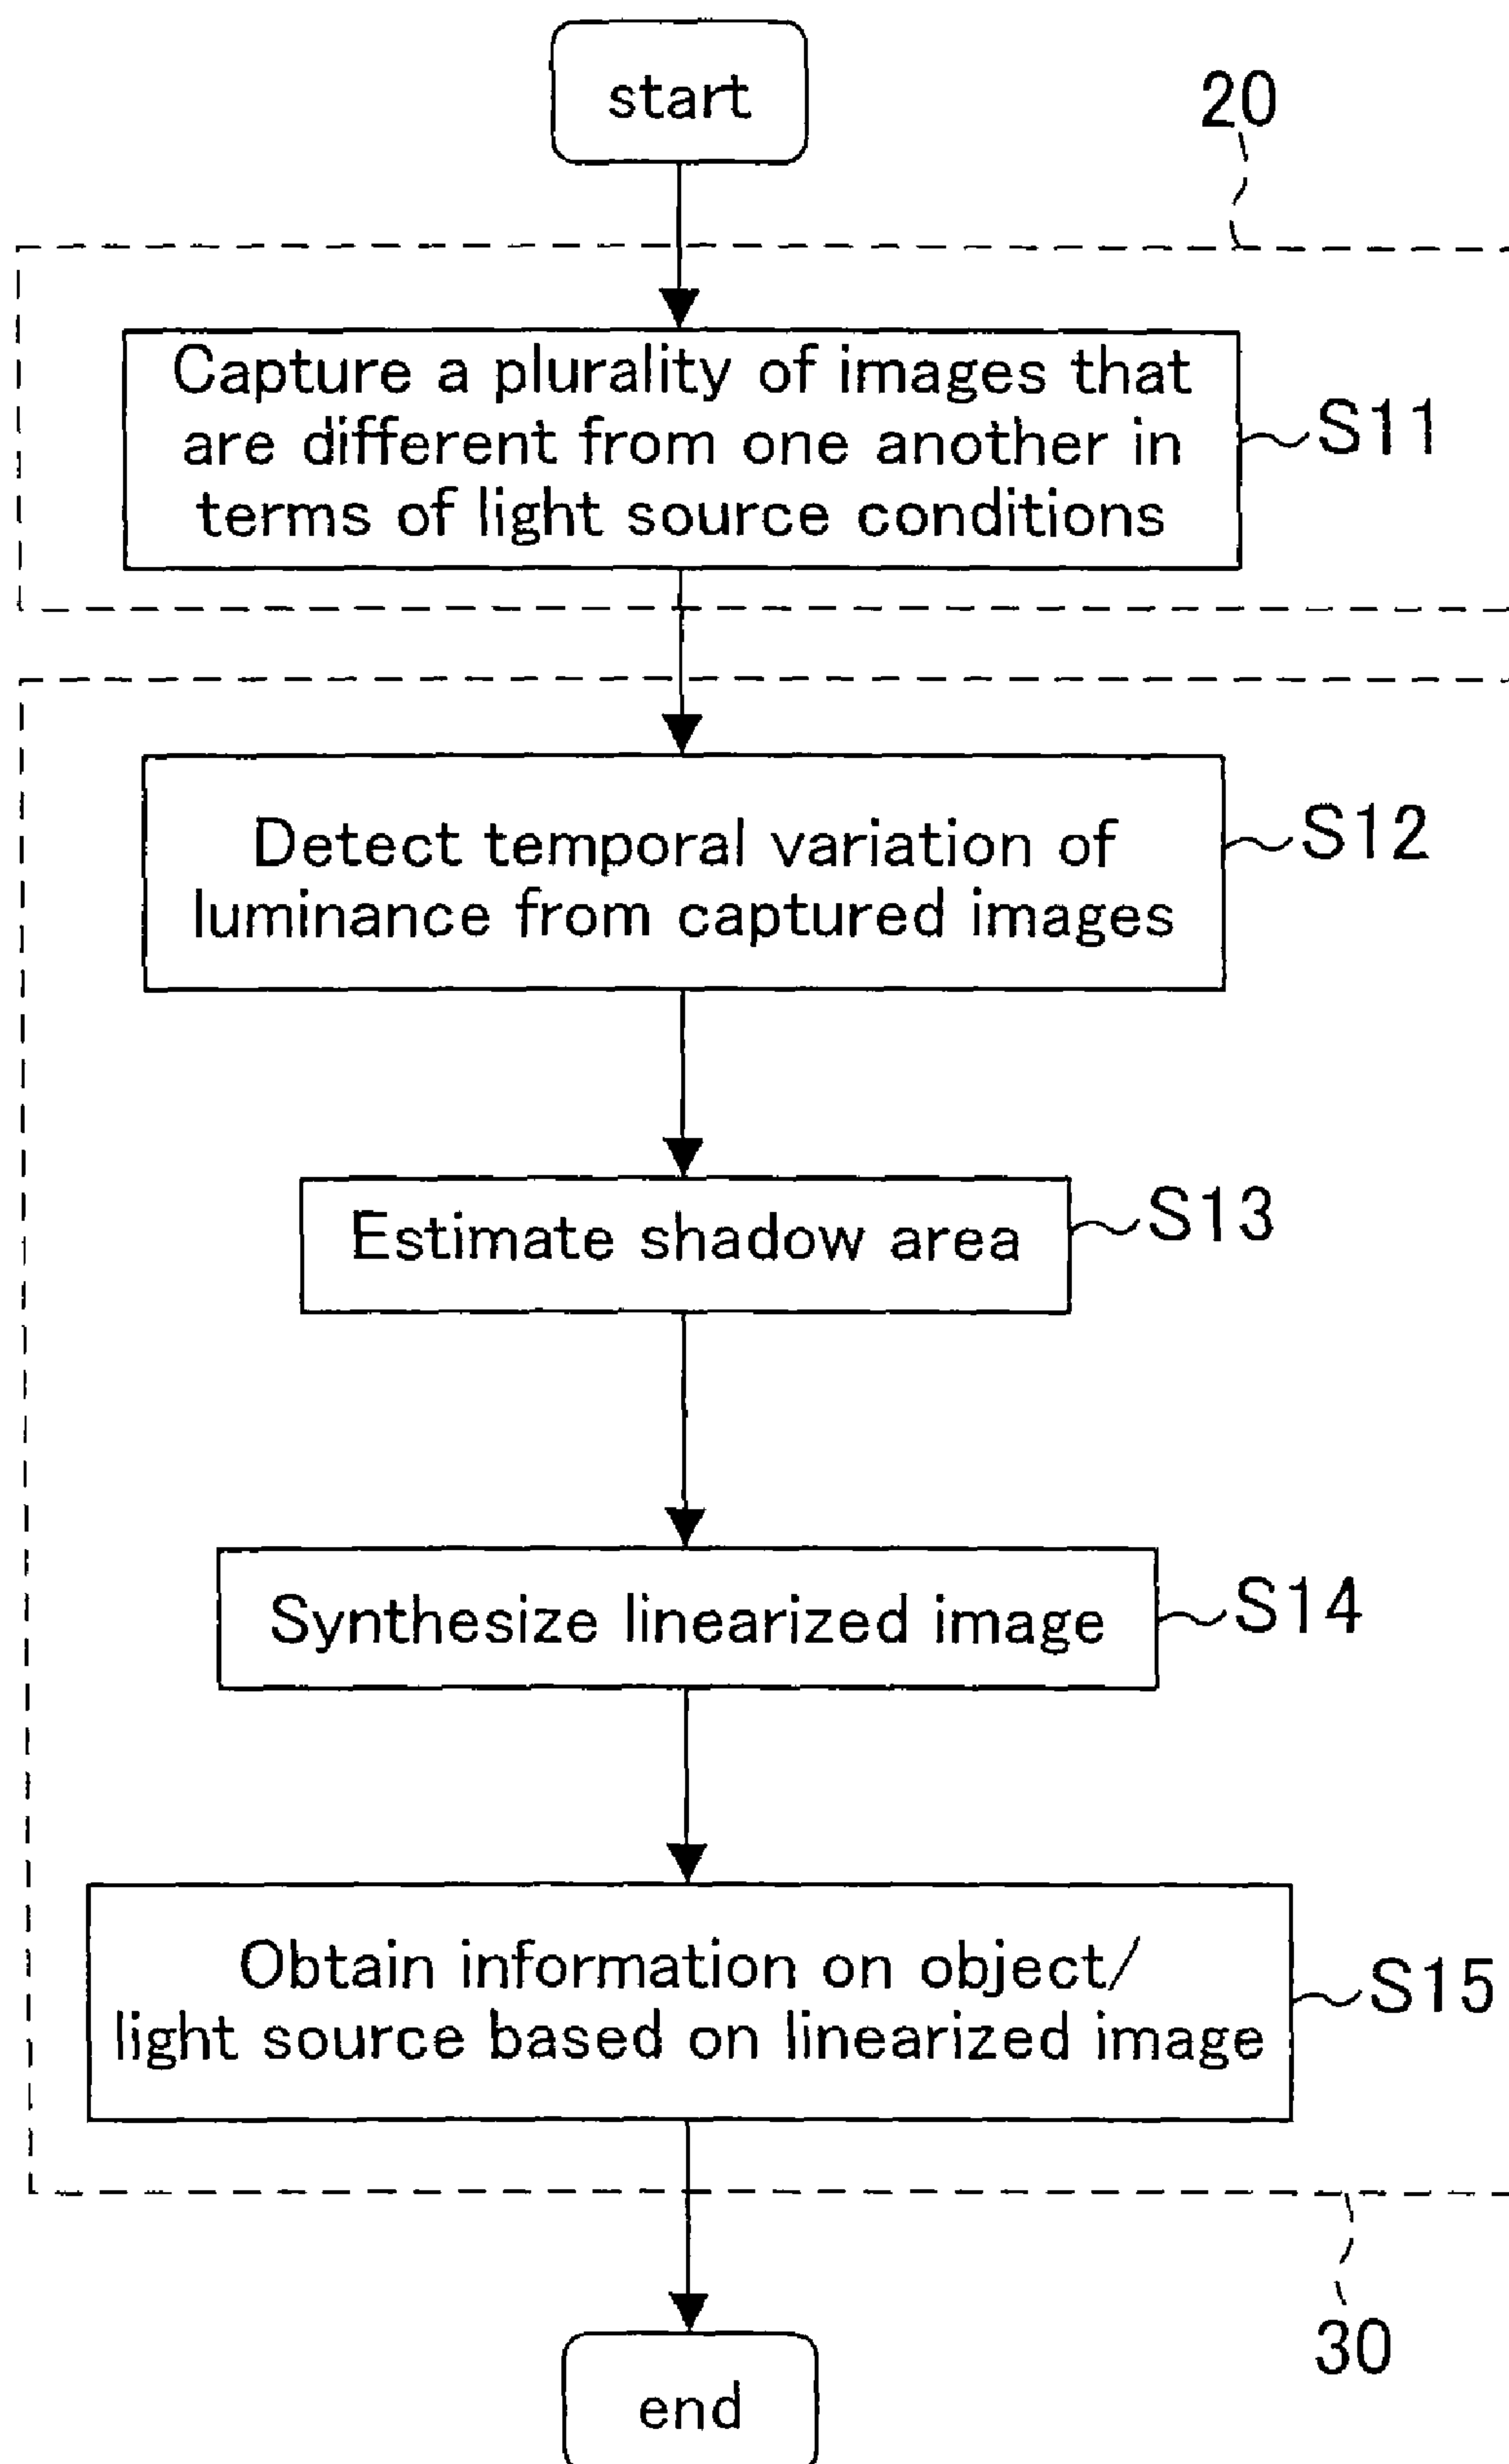 start
20
Capture a plurality of images that
are different from one another in
terms of light source conditions
S11
Detect temporal variation of
luminance from captured images
S12
Estimate shadow area
S13
Synthesize linearized image
S14
Obtain information on object/
light source based on linearized image
S15
30
end